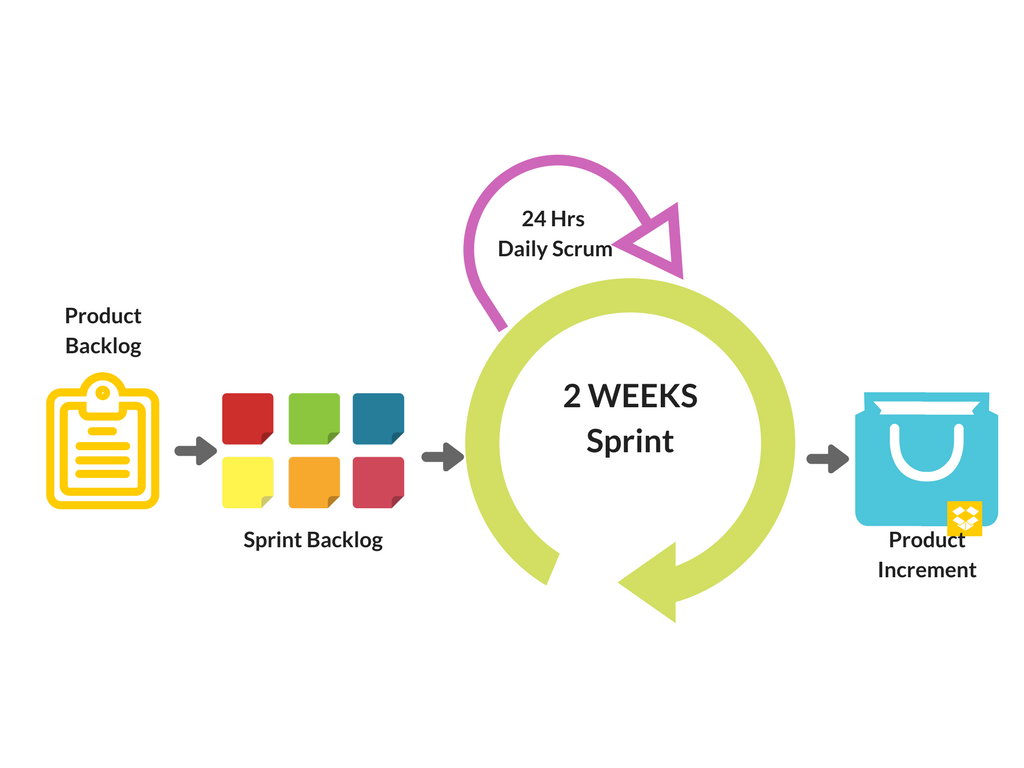 Product
Backlog
Sprint Backlog
24 Hrs
Daily Scrum
2 WEEKS
Sprint
Product
Increment